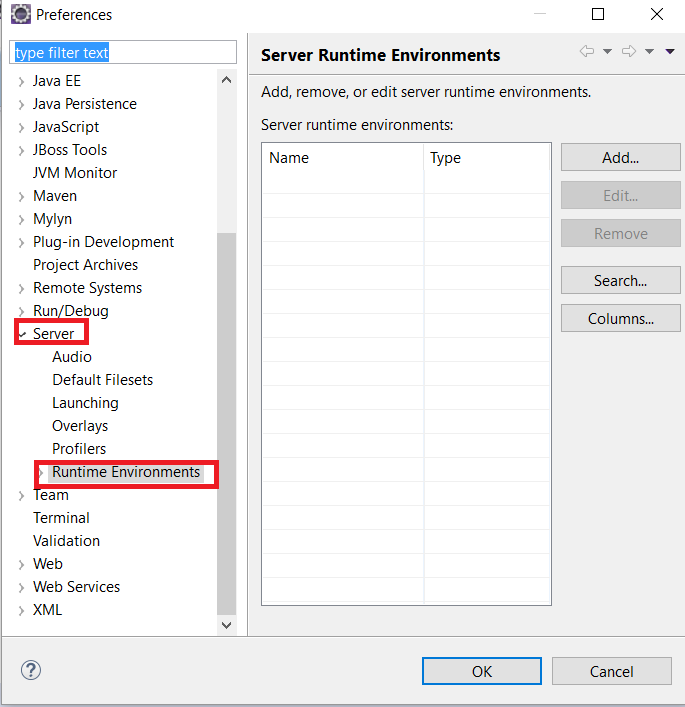 Preferences
type filter text
Java EE
Java Persistence
JavaScript
JBoss Tools
JVM Monitor
Maven
Mylyn
Plug-in Development
Project Archives
Remote Systems
Run/Debug
Server
Audio
Default Filesets
Launching
Overlays
Profilers
Runtime Environments
Team
Terminal
Validation
Web
Web Services
XML
Server Runtime Environments
Add, remove, or edit server runtime environments.
Server runtime environments:
Name Type
Add...
Edit...
Remove
Search...
Columns...
?
OK Cancel